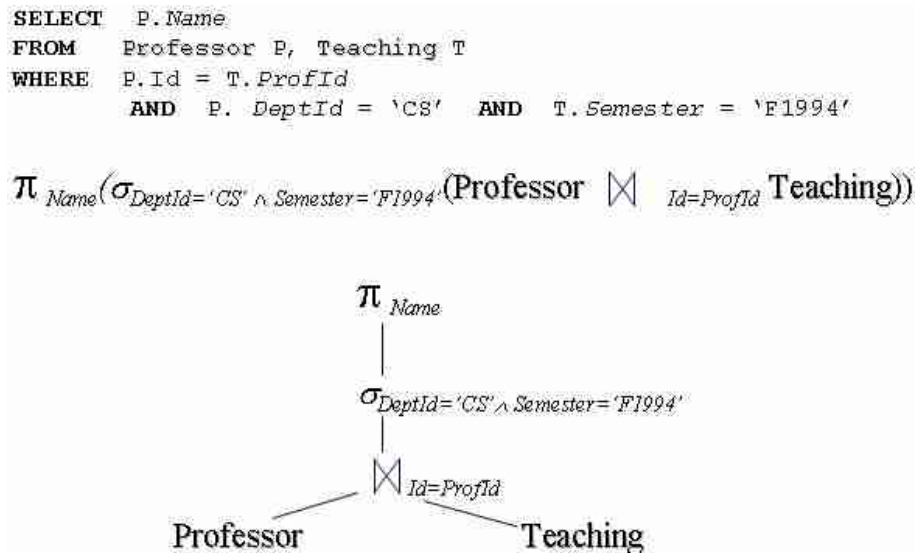 SELECT P.Name
FROM Professor P, Teaching T
WHERE P.Id = T.ProfId
AND P. DeptId = ‘CS’ AND T.Semester = ‘F1994’
π Name(σDeptId=‘CS’ ∧ Semester=‘F1994’(Professor ⋈ Id=ProfId Teaching))
π Name
σDeptId=‘CS’∧ Semester=‘F1994’
⋈ Id=ProfId
Professor Teaching